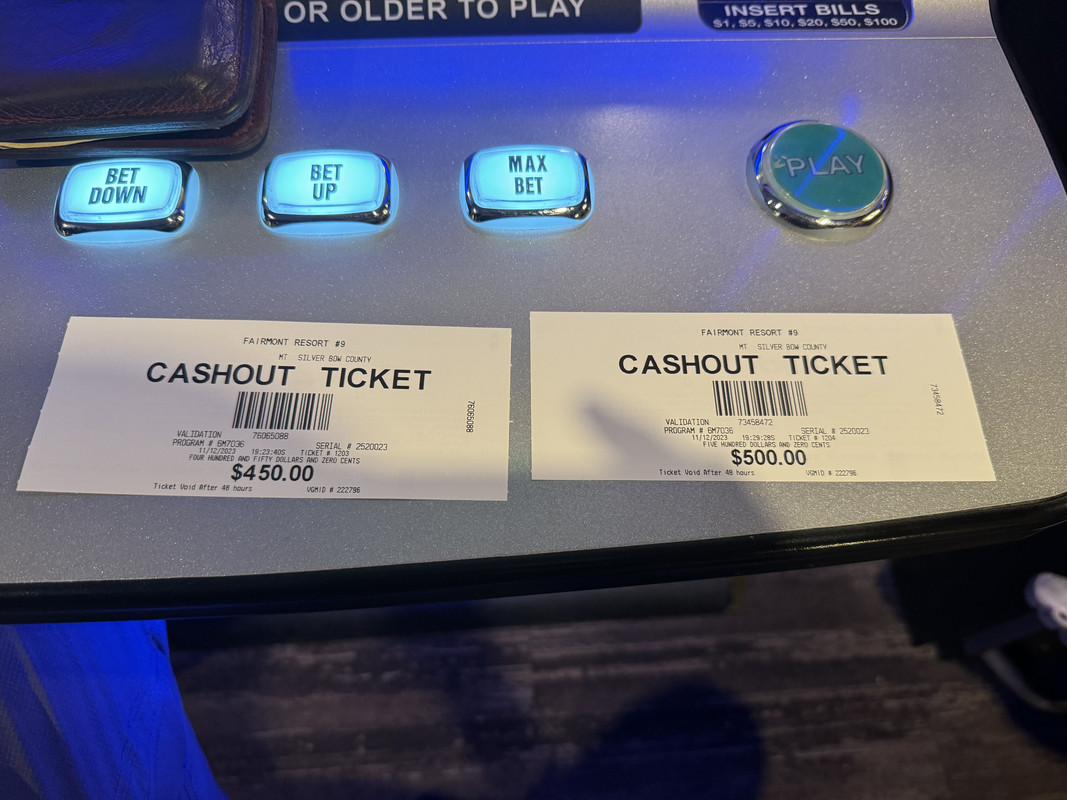 OR OLDER TO PLAY
INSERT BILLS
$1, $5, $10, $20, $50, $100
BET
DOWN
BET
UP
MAX
BET
PLAY
FAIRMONT RESORT #9
MT SILVER BOW COUNTY
CASHOUT TICKET
76065088
VALIDATION 76065088
PROGRAM # 6M7036 SERIAL # 2520023
11/12/2023 19:23:40S TICKET # 1203
FOUR HUNDRED AND FIFTY DOLLARS AND ZERO CENTS
$450.00
Ticket Void After 48 hours VGMID # 222796
FAIRMONT RESORT #9
MT SILVER BOW COUNTY
CASHOUT TICKET
73458472
VALIDATION 73458472
PROGRAM # 6M7036 SERIAL # 2520023
11/12/2023 19:29:28S TICKET # 1204
FIVE HUNDRED DOLLARS AND ZERO CENTS
$500.00
Ticket Void After 48 hours VGMID # 222796